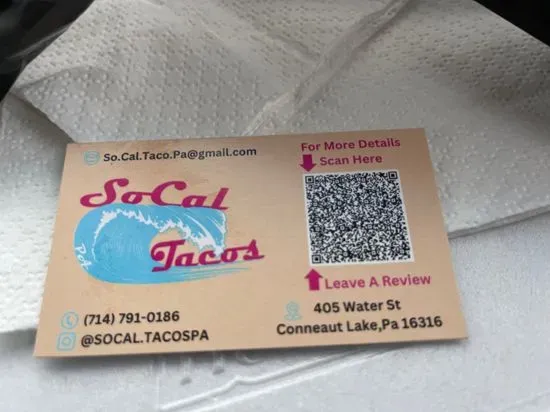 So.Cal.Taco.Pa@gmail.com
SoCal
Tacos
Pa
(714) 791-0186
@SOCAL.TACOSPA
For More Details
Scan Here
Leave A Review
405 Water St
Conneaut Lake,Pa 16316